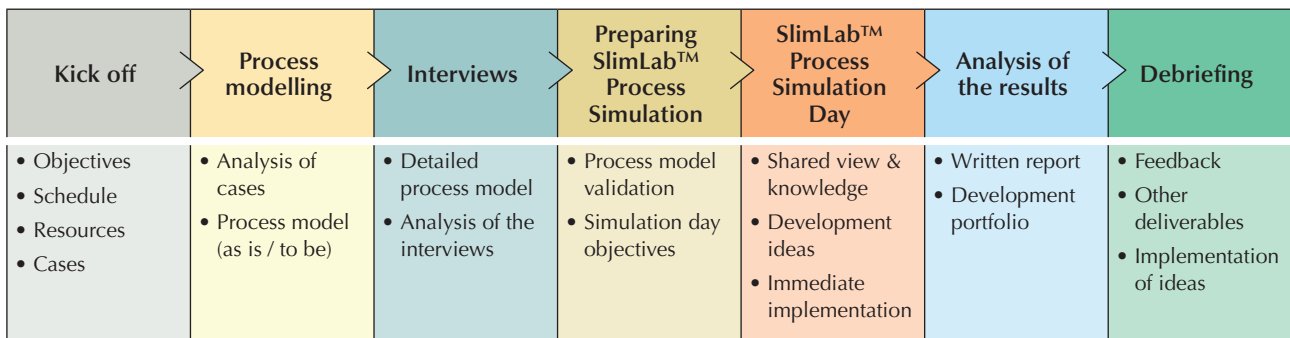 Kick off
Process
modelling
Interviews
Preparing
SlimLab™
Process
Simulation
SlimLab™
Process
Simulation
Day
Analysis of
the results
Debriefing
• Objectives
• Schedule
• Resources
• Cases
• Analysis of
cases
• Process model
(as is / to be)
• Detailed
process model
• Analysis of the
interviews
• Process model
validation
• Simulation day
objectives
• Shared view &
knowledge
• Development
ideas
• Immediate
implementation
• Written report
• Development
portfolio
• Feedback
• Other
deliverables
• Implementation
of ideas